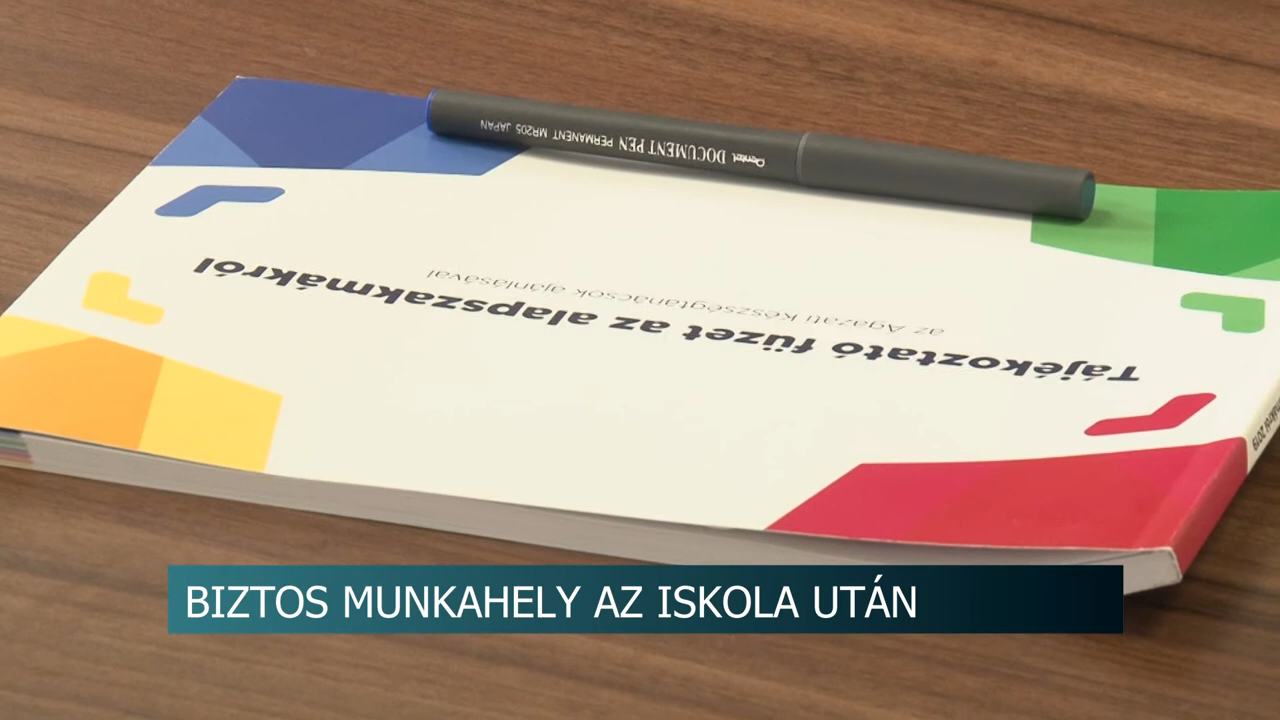 Pentel DOCUMENT PEN PERMANENT MR205 JAPAN
Tájékoztató füzet az alapszakmákról
az Ágazati készségtanácsok ajánlásával
2019
BIZTOS MUNKAHELY AZ ISKOLA UTÁN